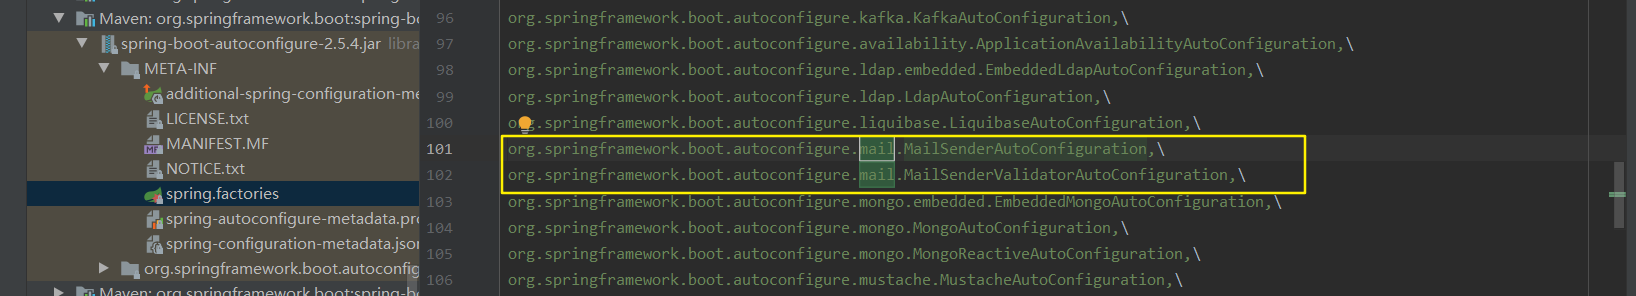 Maven: org.springframework.boot:spring-bo
spring-boot-autoconfigure-2.5.4.jar libra
META-INF
additional-spring-configuration-me
LICENSE.txt
MANIFEST.MF
NOTICE.txt
spring.factories
spring-autoconfigure-metadata.pro
spring-configuration-metadata.json
org.springframework.boot.autoconfig
Maven: org.springframework.boot:spring-bo
96 org.springframework.boot.autoconfigure.kafka.KafkaAutoConfiguration,\
97 org.springframework.boot.autoconfigure.availability.ApplicationAvailabilityAutoConfiguration,\
98 org.springframework.boot.autoconfigure.ldap.embedded.EmbeddedLdapAutoConfiguration,\
99 org.springframework.boot.autoconfigure.ldap.LdapAutoConfiguration,\
100 org.springframework.boot.autoconfigure.liquibase.LiquibaseAutoConfiguration,\
101 org.springframework.boot.autoconfigure.mail.MailSenderAutoConfiguration,\
102 org.springframework.boot.autoconfigure.mail.MailSenderValidatorAutoConfiguration,\
103 org.springframework.boot.autoconfigure.mongo.embedded.EmbeddedMongoAutoConfiguration,\
104 org.springframework.boot.autoconfigure.mongo.MongoAutoConfiguration,\
105 org.springframework.boot.autoconfigure.mongo.MongoReactiveAutoConfiguration,\
106 org.springframework.boot.autoconfigure.mustache.MustacheAutoConfiguration,\